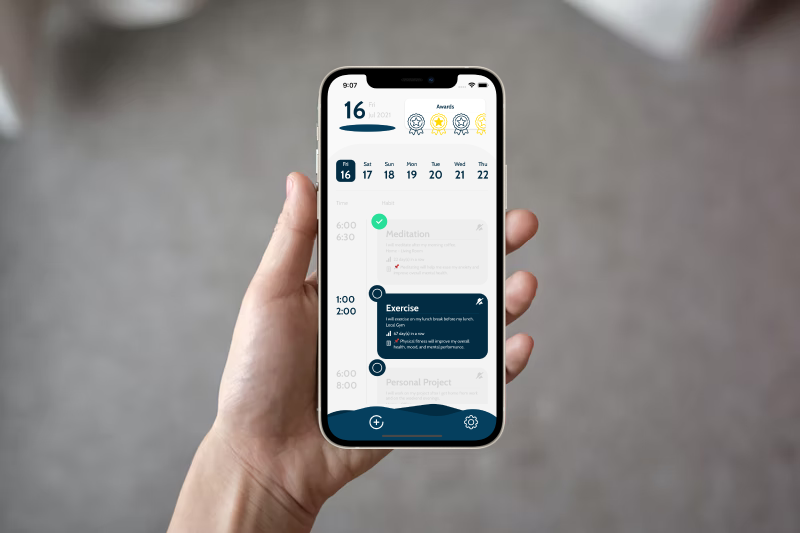 9:07
16 Fri
Jul 2021
Awards
Fri Sat Sun Mon Tue Wed Thu
16 17 18 19 20 21 22
Time Habit
6:00
6:30
Meditation
1:00
2:00
Exercise
I will exercise on my lunch break before my lunch.
Local Gym
67 day(s) in a row
Physical fitness will improve my overall
health, mood, and mental performance.
6:00
8:00
Personal Project